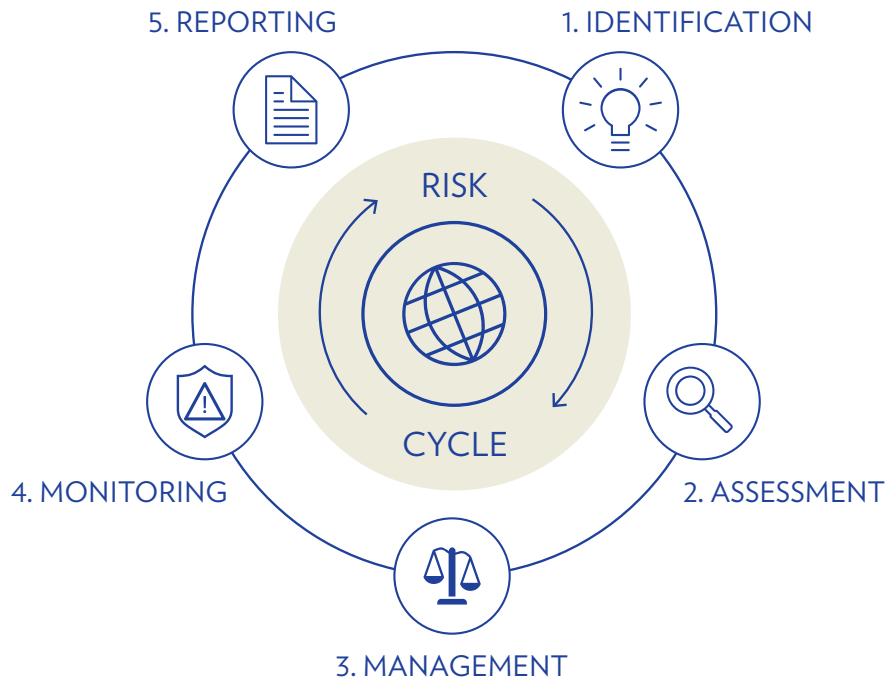 5. REPORTING
1. IDENTIFICATION
RISK
CYCLE
4. MONITORING
2. ASSESSMENT
3. MANAGEMENT